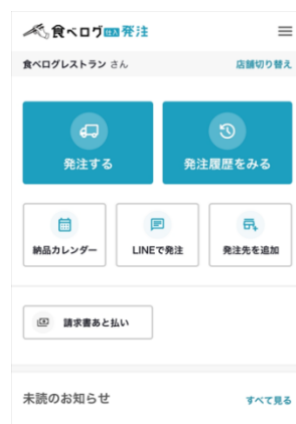 食べログ仕入発注
食べログレストラン さん
店舗切り替え
発注する
発注履歴をみる
納品カレンダー
LINEで発注
発注先を追加
請求書あと払い
未読のお知らせ
すべて見る